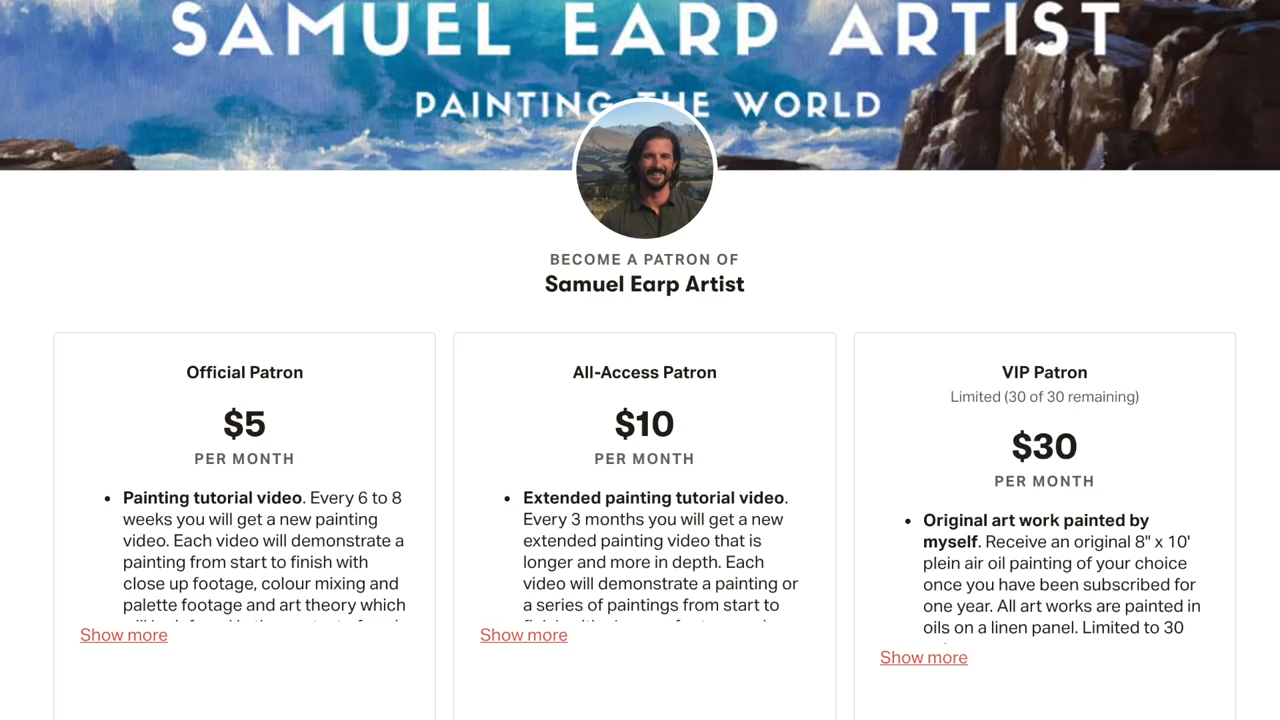 SAMUEL EARP ARTIST
PAINTING THE WORLD
BECOME A PATRON OF
Samuel Earp Artist
Official Patron
$5
PER MONTH
• Painting tutorial video. Every 6 to 8
weeks you will get a new painting
video. Each video will demonstrate a
painting from start to finish with
close up footage, colour mixing and
palette footage and art theory which
Show more
All-Access Patron
$10
PER MONTH
• Extended painting tutorial video.
Every 3 months you will get a new
extended painting video that is
longer and more in depth. Each
video will demonstrate a painting or
a series of paintings from start to
Show more
VIP Patron
Limited (30 of 30 remaining)
$30
PER MONTH
• Original art work painted by
myself. Receive an original 8" x 10'
plein air oil painting of your choice
once you have been subscribed for
one year. All art works are painted in
oils on a linen panel. Limited to 30
Show more